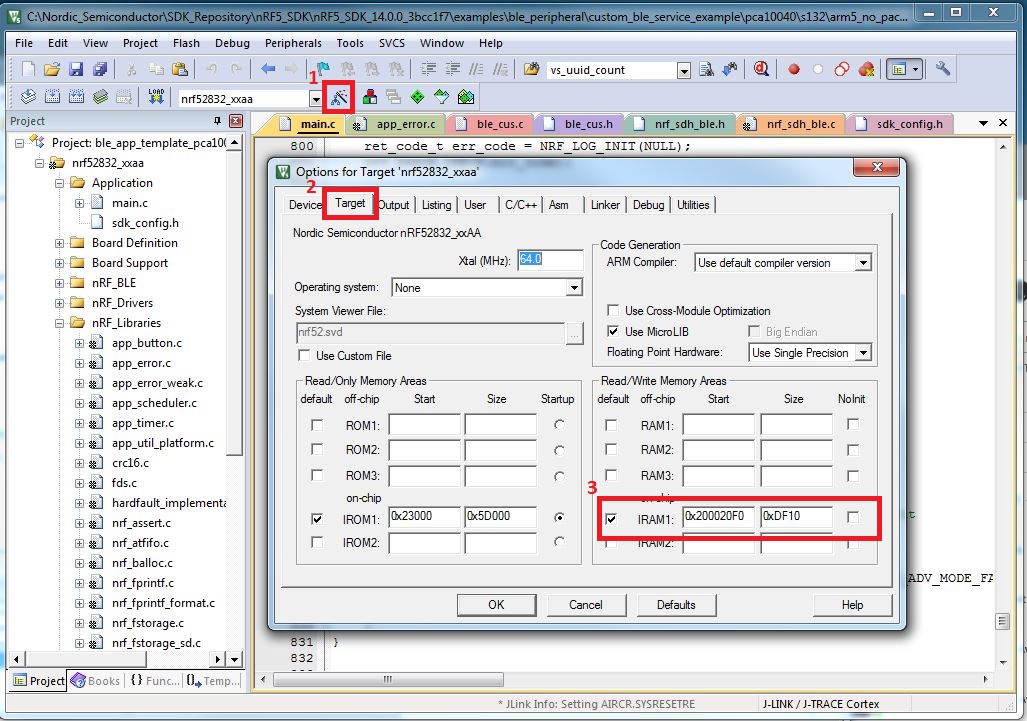 C:\Nordic_Semiconductor\SDK_Repository\nRF5_SDK\nRF5_SDK_14.0.0_3bcc1f7\examples\ble_peripheral\custom_ble_service_example\pca10040\s132\arm5_no_pac...
File Edit View Project Flash Debug Peripherals Tools SVCS Window Help
vs_uuid_count
1
LOAD
nrf52832_xxaa
Project
main.c app_error.c ble_cus.c ble_cus.h nrf_sdh_ble.h nrf_sdh_ble.c sdk_config.h
Project: ble_app_template_pca10
nrf52832_xxaa
Application
main.c
sdk_config.h
Board Definition
Board Support
nRF_BLE
nRF_Drivers
nRF_Libraries
app_button.c
app_error.c
app_error_weak.c
app_scheduler.c
app_timer.c
app_util_platform.c
crc16.c
fds.c
hardfault_implementa
nrf_assert.c
nrf_atfifo.c
nrf_balloc.c
nrf_fprintf.c
nrf_fprintf_format.c
nrf_fstorage.c
nrf_fstorage_sd.c
Project Books {} Func... Temp...
800 ret_code_t err_code = NRF_LOG_INIT(NULL);
Options for Target 'nrf52832_xxaa'
2
Device Target Output Listing User C/C++ Asm Linker Debug Utilities
Nordic Semiconductor nRF52832_xxAA
Xtal (MHz): 64.0
Operating system: None
System Viewer File:
nrf52.svd ...
Use Custom File
Code Generation
ARM Compiler: Use default compiler version
Use Cross-Module Optimization
Use MicroLIB Big Endian
Floating Point Hardware: Use Single Precision
Read/Only Memory Areas
default off-chip Start Size Startup
ROM1:
ROM2:
ROM3:
on-chip
IROM1: 0x23000 0x5D000
IROM2:
Read/Write Memory Areas
default off-chip Start Size NoInit
RAM1:
RAM2:
RAM3:
3
on-chip
IRAM1: 0x200020F0 0xDF10
IRAM2:
OK Cancel Defaults Help
t
ADV_MODE_FA
831 }
832
* JLink Info: Setting AIRCR.SYSRESETRE J-LINK / J-TRACE Cortex